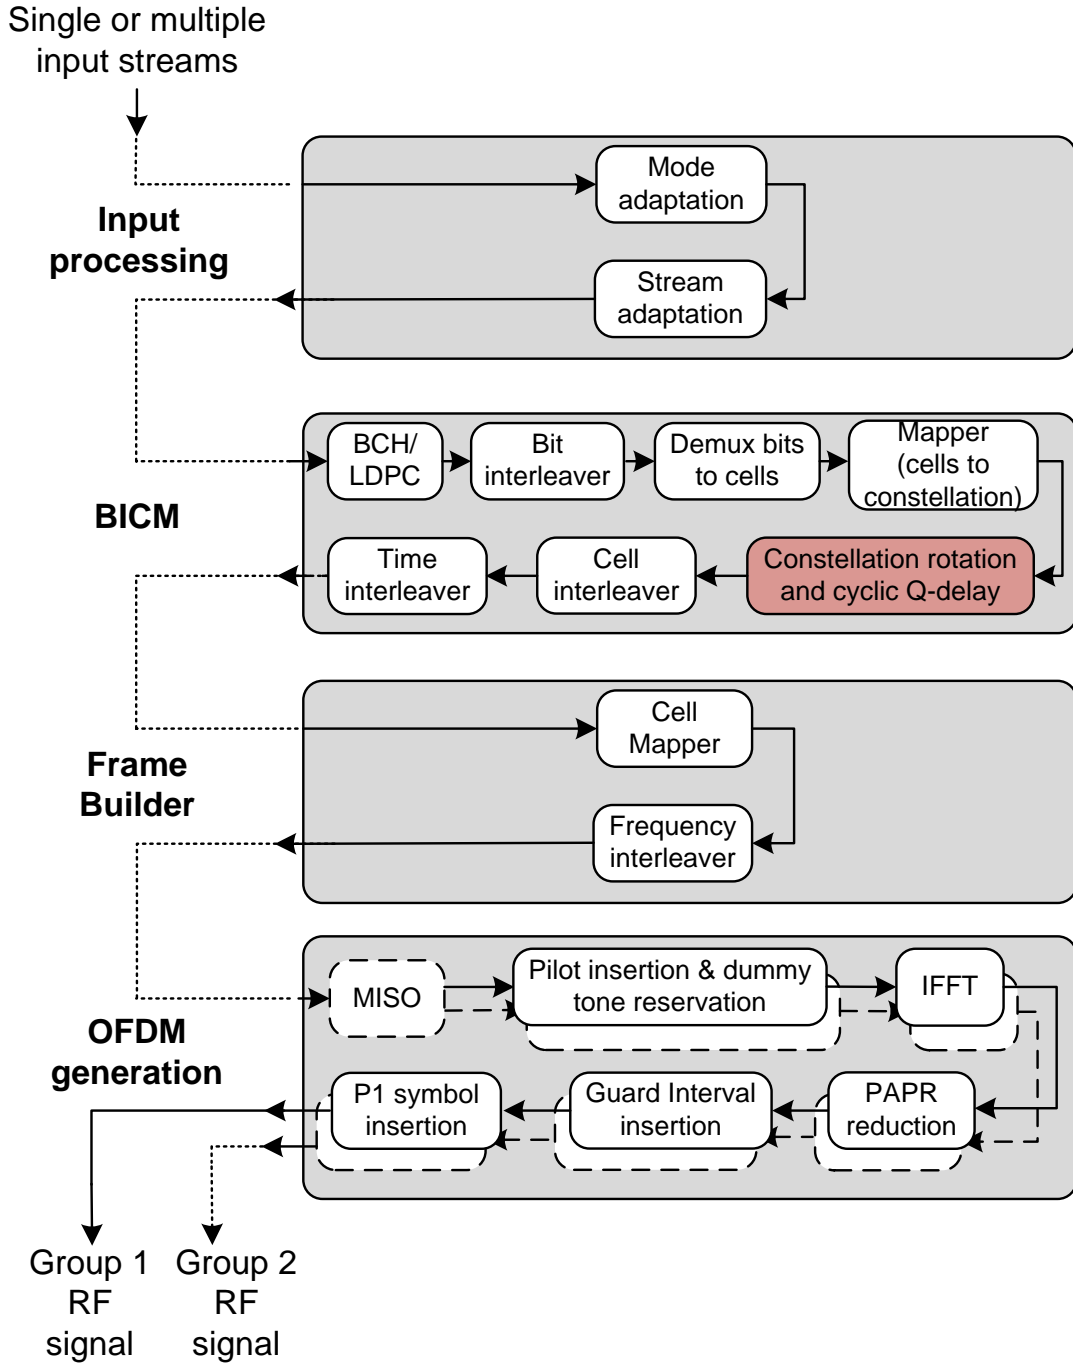 Single or multiple
input streams
Input
processing
Mode
adaptation
Stream
adaptation
BICM
BCH/
LDPC
Bit
interleaver
Demux bits
to cells
Mapper
(cells to
constellation)
Time
interleaver
Cell
interleaver
Constellation rotation
and cyclic Q-delay
Frame
Builder
Cell
Mapper
Frequency
interleaver
OFDM
generation
MISO
Pilot insertion & dummy
tone reservation
IFFT
P1 symbol
insertion
Guard Interval
insertion
PAPR
reduction
Group 1
RF
signal
Group 2
RF
signal